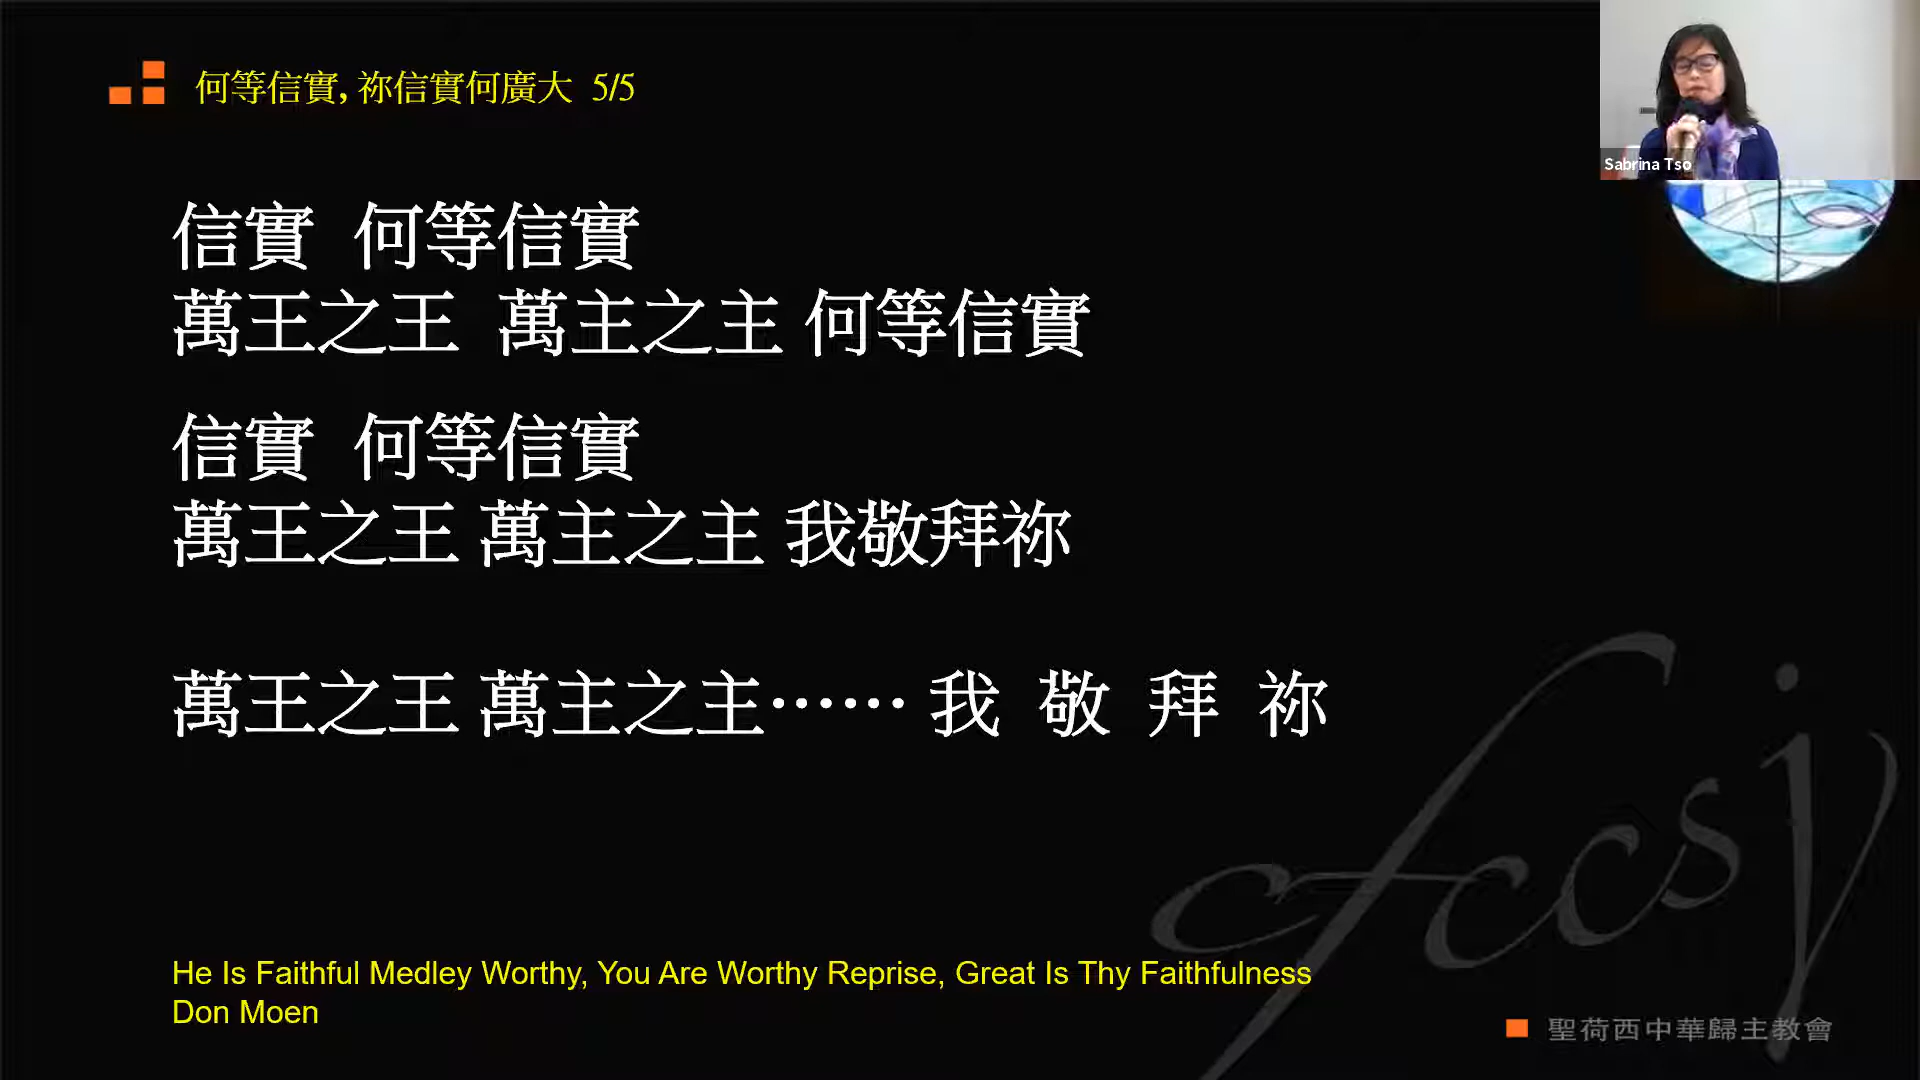 何等信實, 祢信實何廣大 5/5
Sabrina Tso
信實 何等信實
萬王之王 萬主之主 何等信實
信實 何等信實
萬王之王 萬主之主 我敬拜祢
萬王之王 萬主之主…… 我 敬 拜 祢
cfccsj
He Is Faithful Medley Worthy, You Are Worthy Reprise, Great Is Thy Faithfulness
Don Moen
聖荷西中華歸主教會